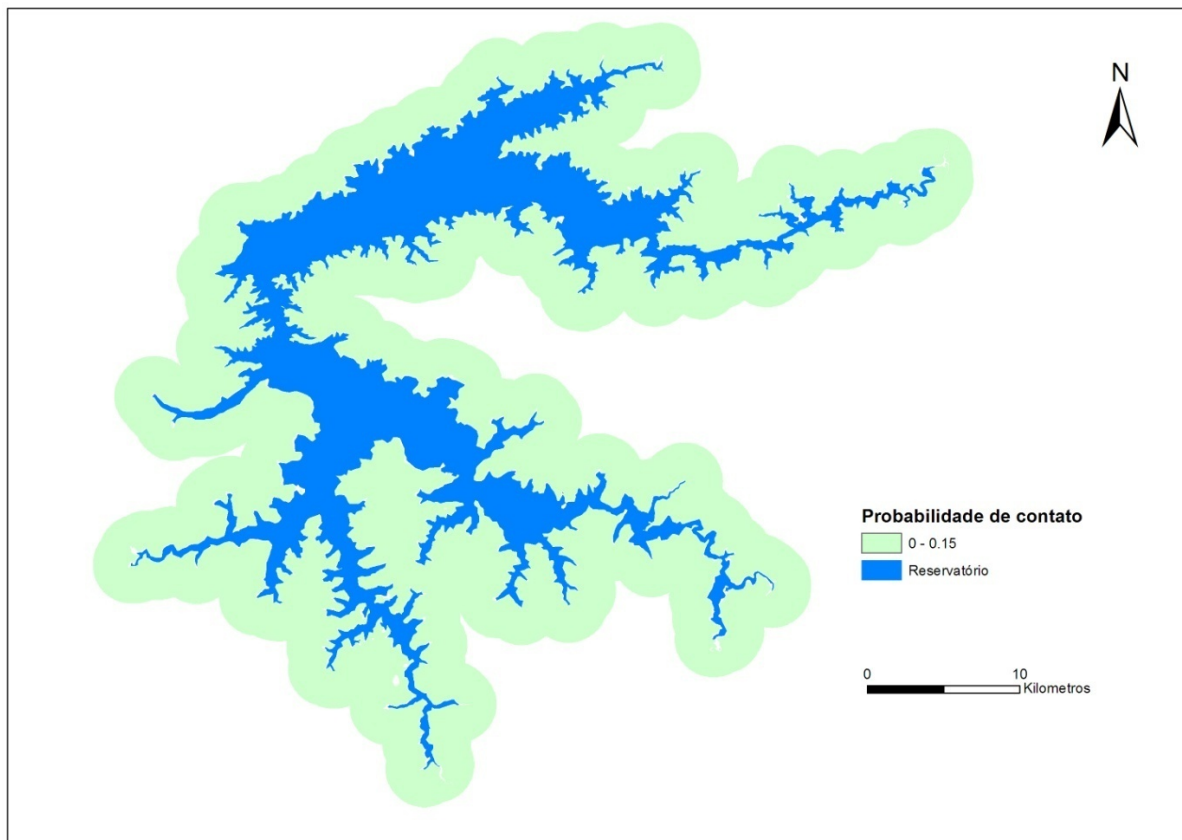 N
Probabilidade de contato
0 - 0.15
Reservatório
0 10
Kilometros